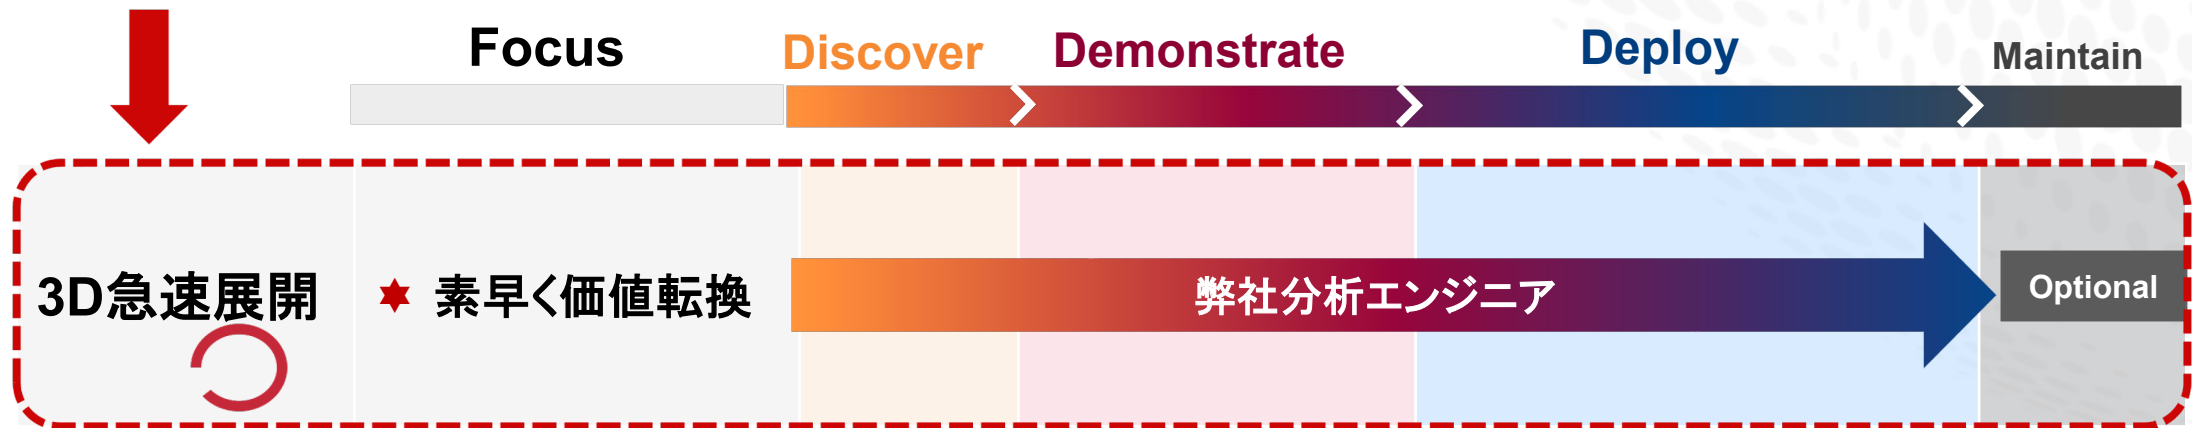 Focus
Discover
Demonstrate
Deploy
Maintain
3D急速展開
素早く価値転換
弊社分析エンジニア
Optional